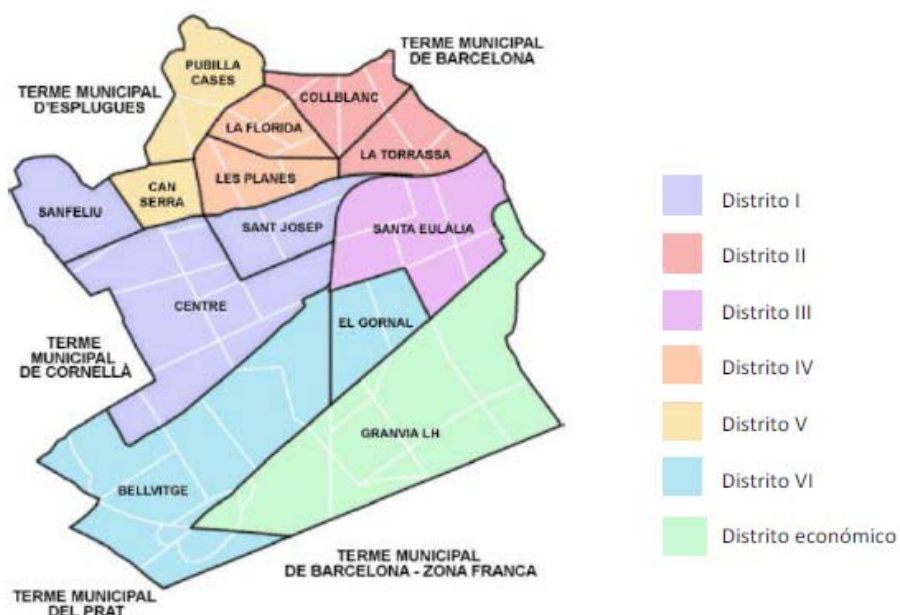 PUBILLA
CASES
TERME MUNICIPAL
DE BARCELONA
TERME MUNICIPAL
D'ESPLUGUES
COLLBLANC
LA FLORIDA
LA TORRASSA
LES PLANES
CAN
SERRA
SANFELIU
SANT JOSEP
SANTA EULÀLIA
CENTRE
EL GORNAL
TERME
MUNICIPAL
DE CORNELLÀ
GRANVIA LH
BELLVITGE
TERME MUNICIPAL
DE BARCELONA - ZONA FRANCA
TERME MUNICIPAL
DEL PRAT
Distrito I
Distrito II
Distrito III
Distrito IV
Distrito V
Distrito VI
Distrito económico